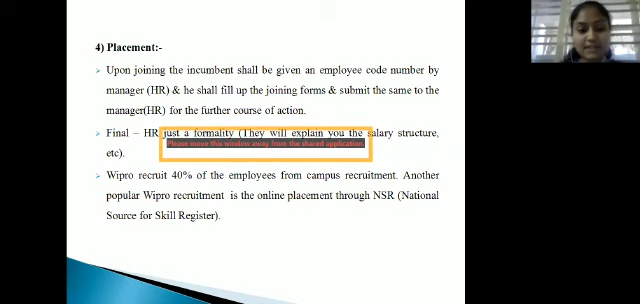 4) Placement:-
Upon joining the incumbent shall be given an employee code number by
manager (HR) & he shall fill up the joining forms & submit the same to the
manager(HR) for the further course of action.
Final – HR just a formality (They will explain you the salary structure,
Please move this window away from the shared application.
etc).
Wipro recruit 40% of the employees from campus recruitment. Another
popular Wipro recruitment is the online placement through NSR (National
Source for Skill Register).